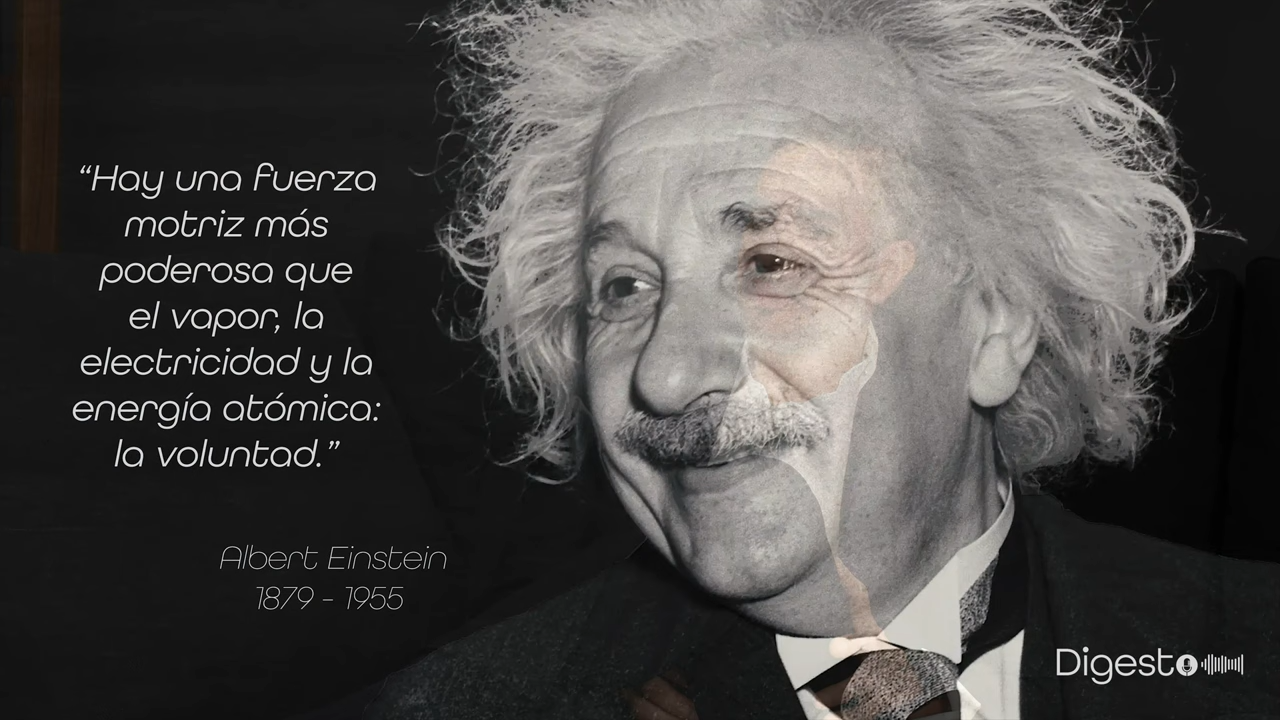 “Hay una fuerza
motriz más
poderosa que
el vapor, la
electricidad y la
energía atómica:
la voluntad.”
Albert Einstein
1879 - 1955
Digesto